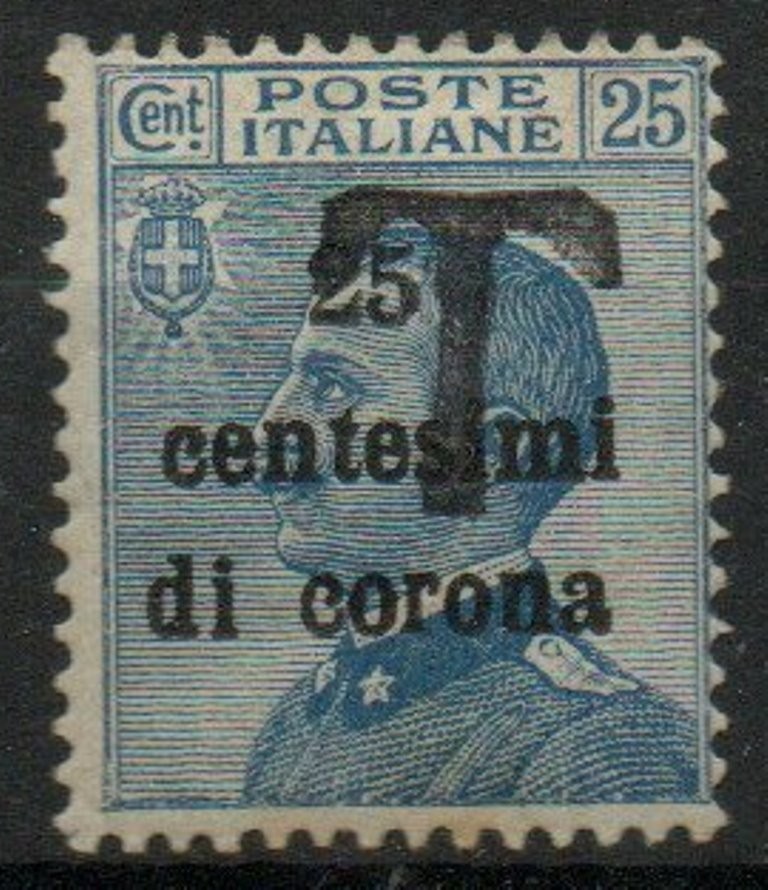 Cent. POSTE 25
ITALIANE
T
25
centesimi
di corona